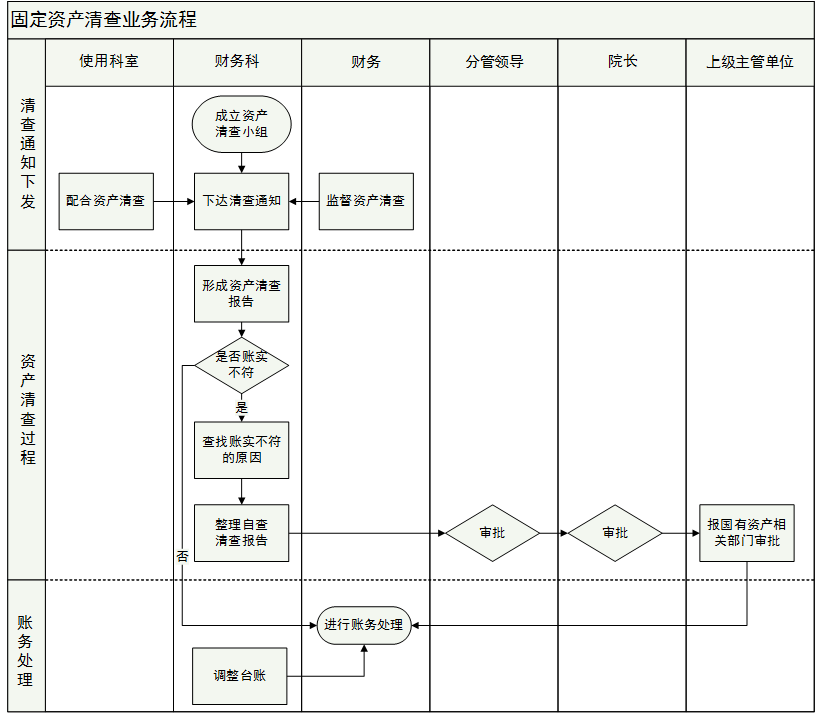 固定资产清查业务流程
使用科室
财务科
财务
分管领导
院长
上级主管单位
清查通知下发
成立资产
清查小组
配合资产清查
下达清查通知
监督资产清查
资产清查过程
形成资产清查
报告
是否账实
不符
是
查找账实不符
的原因
整理自查
清查报告
审批
审批
报国有资产相
关部门审批
否
账务处理
进行账务处理
调整台账